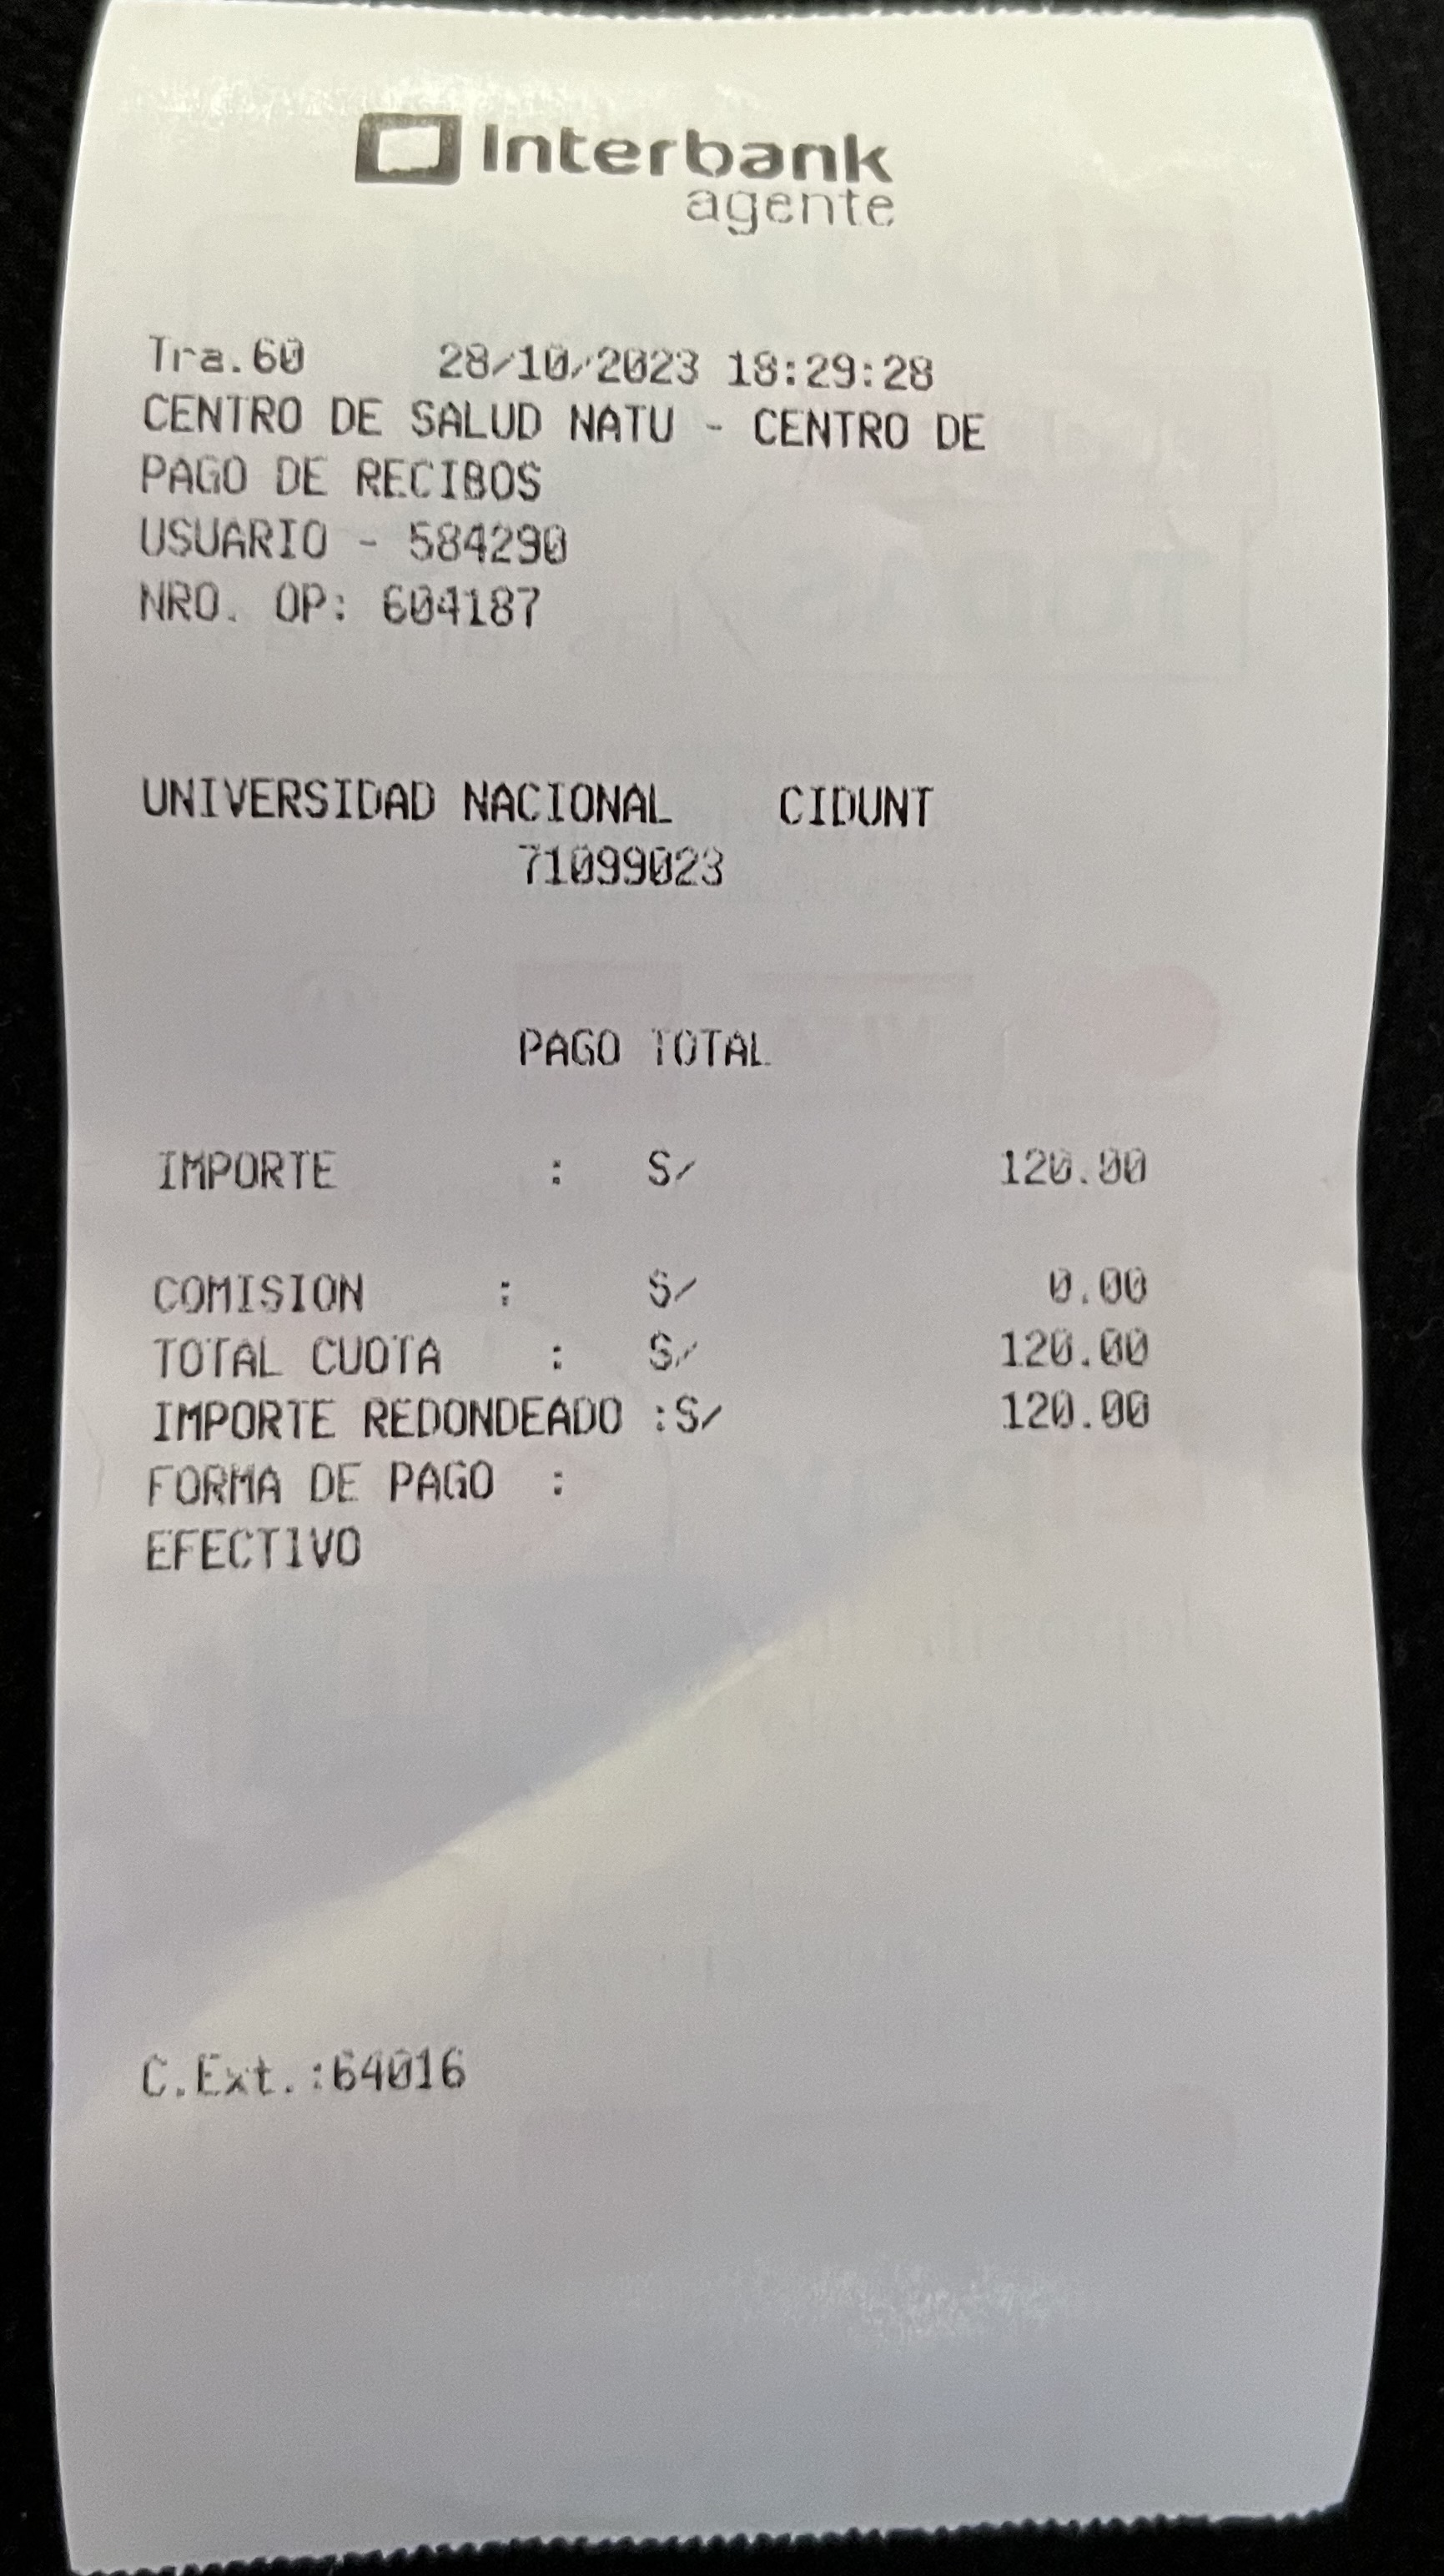 Interbank
agente
Tra.60 28/10/2023 18:29:28
CENTRO DE SALUD NATU - CENTRO DE
PAGO DE RECIBOS
USUARIO - 584290
NRO. OP: 604187
UNIVERSIDAD NACIONAL CIDUNT
71099023
PAGO TOTAL
IMPORTE : S/ 120.00
COMISION : S/ 0.00
TOTAL CUOTA : S/ 120.00
IMPORTE REDONDEADO :S/ 120.00
FORMA DE PAGO :
EFECTIVO
C.Ext.:64016